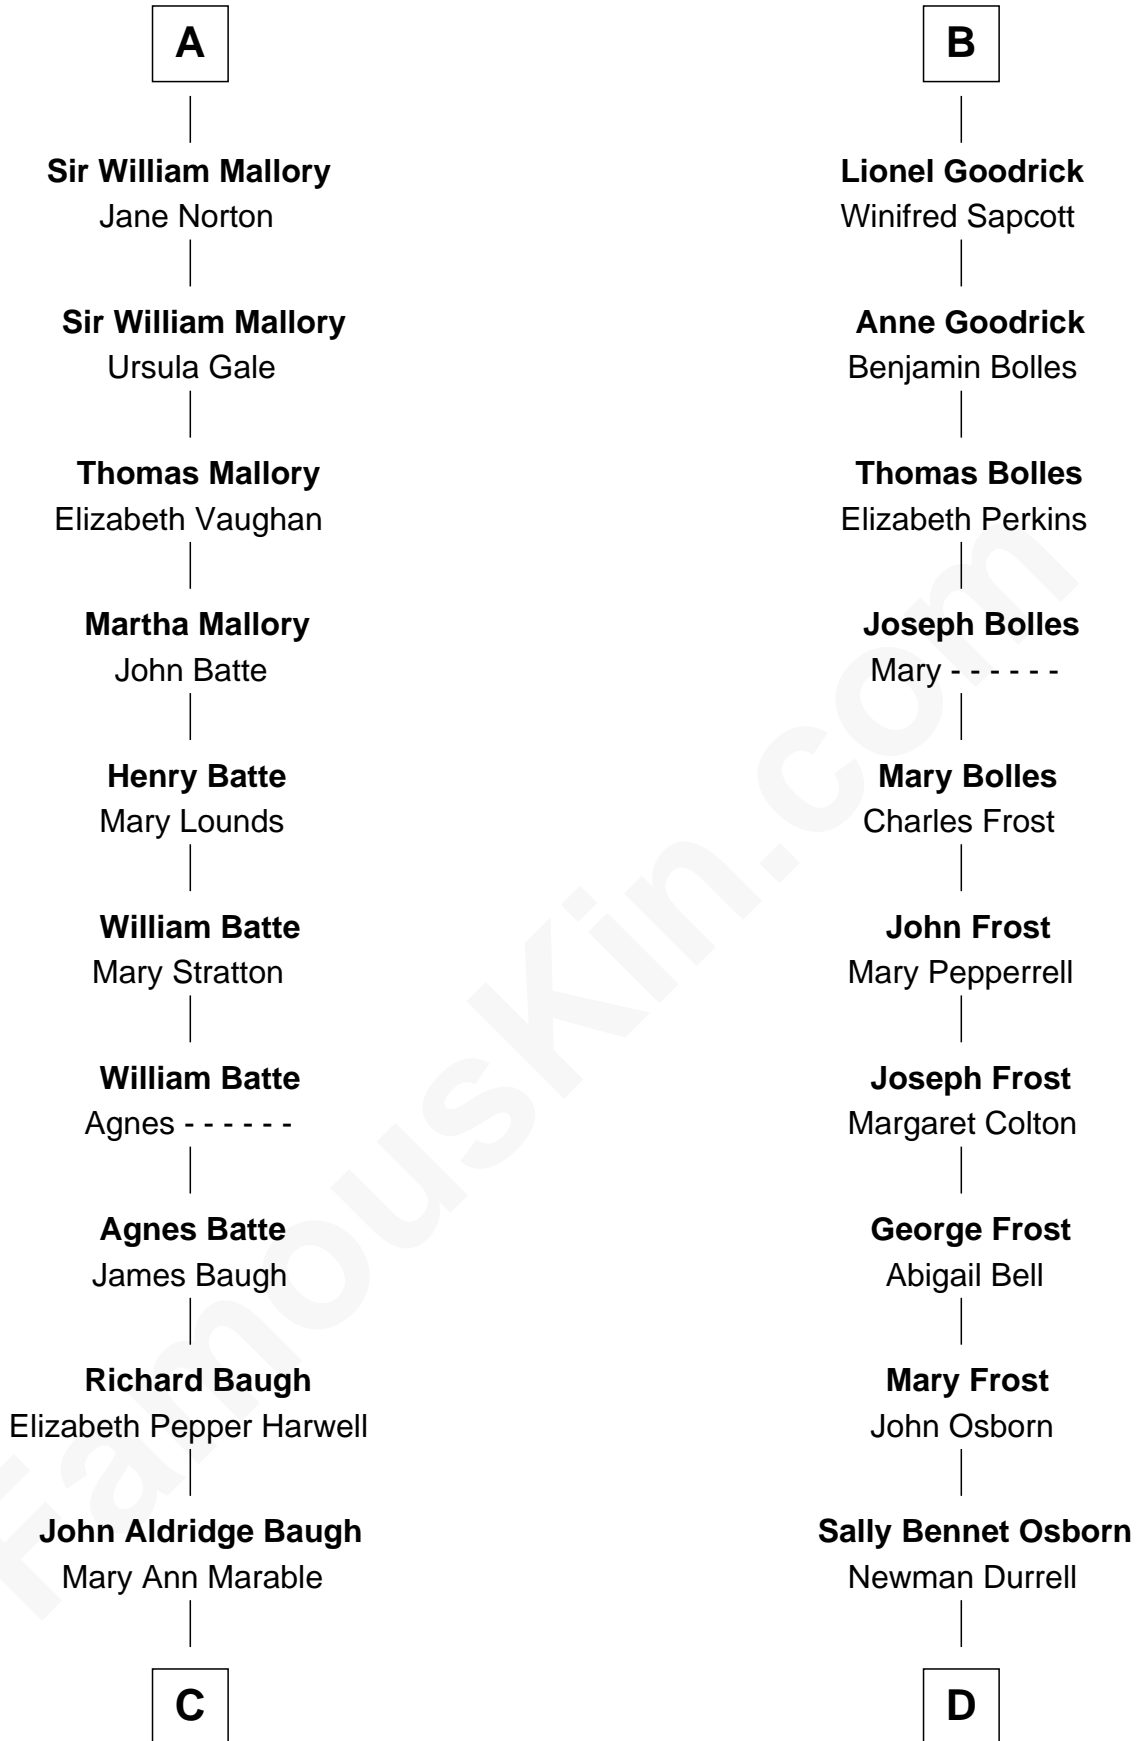 A
Sir William Mallory
Jane Norton
Sir William Mallory
Ursula Gale
Thomas Mallory
Elizabeth Vaughan
Martha Mallory
John Batte
Henry Batte
Mary Lounds
William Batte
Mary Stratton
William Batte
Agnes - - - - - -
Agnes Batte
James Baugh
Richard Baugh
Elizabeth Pepper Harwell
John Aldridge Baugh
Mary Ann Marable
C
B
Lionel Goodrick
Winifred Sapcott
Anne Goodrick
Benjamin Bolles
Thomas Bolles
Elizabeth Perkins
Joseph Bolles
Mary - - - - - -
Mary Bolles
Charles Frost
John Frost
Mary Pepperrell
Joseph Frost
Margaret Colton
George Frost
Abigail Bell
Mary Frost
John Osborn
Sally Bennet Osborn
Newman Durrell
D
FamousKin.com